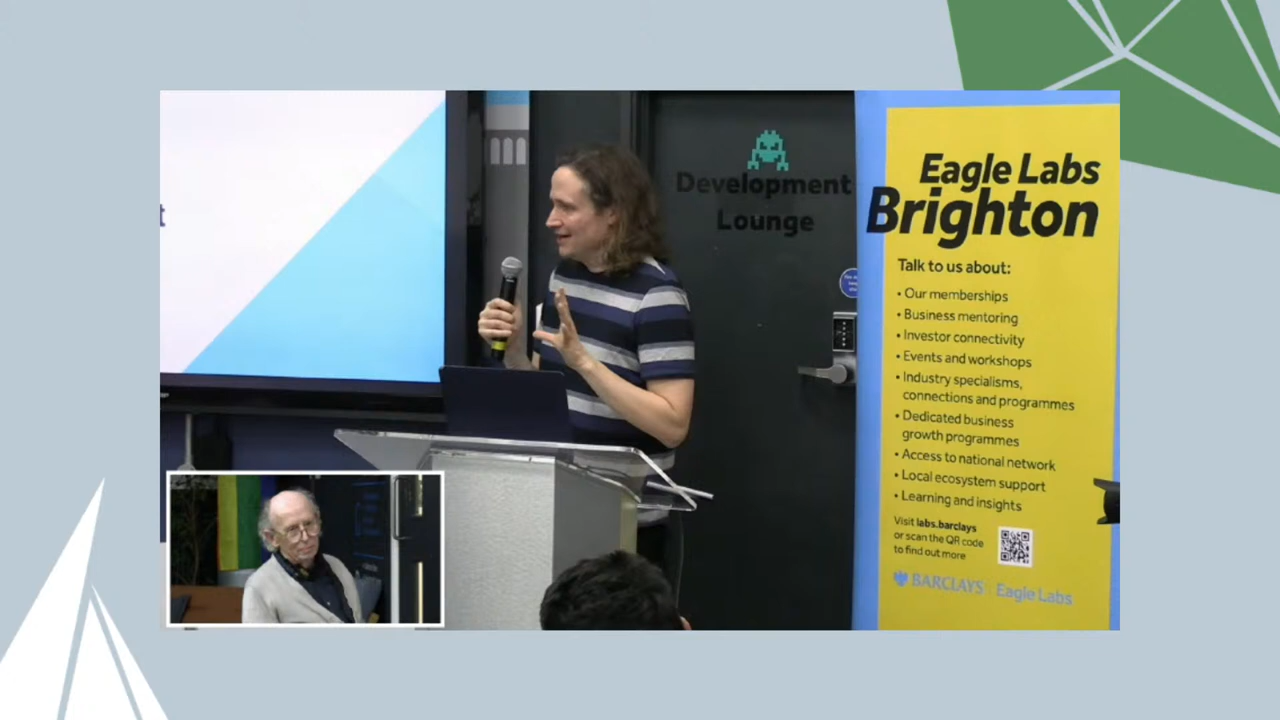 t
Development
Lounge
Eagle Labs
Brighton
Talk to us about:
• Our memberships
• Business mentoring
• Investor connectivity
• Events and workshops
• Industry specialisms,
connections and programmes
• Dedicated business
growth programmes
• Access to national network
• Local ecosystem support
• Learning and insights
Visit labs.barclays
or scan the QR code
to find out more
BARCLAYS Eagle Labs